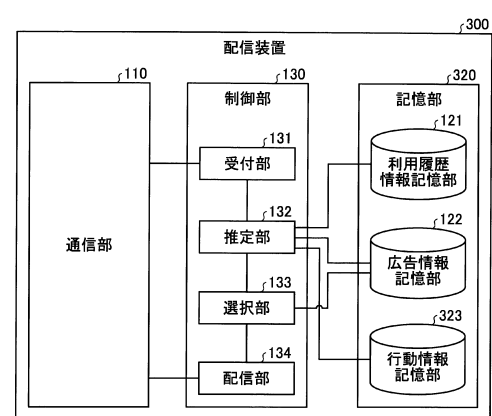 300
配信装置
110
通信部
130
制御部
131
受付部
132
推定部
133
選択部
134
配信部
320
記憶部
121
利用履歴
情報記憶部
122
広告情報
記憶部
323
行動情報
記憶部